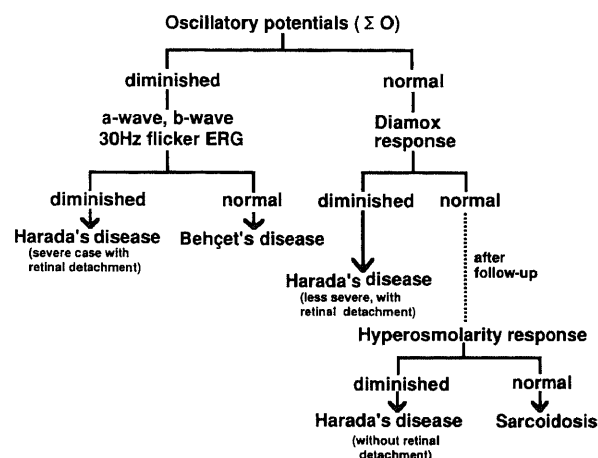 Oscillatory potentials (Σ O)
diminished
normal
a-wave, b-wave
30Hz flicker ERG
Diamox
response
diminished
normal
diminished
normal
Harada's disease
(severe case with
retinal detachment)
Behçet's disease
Harada's disease
(less severe, with
retinal detachment)
after
follow-up
Hyperosmolarity response
diminished
normal
Harada's disease
(without retinal
detachment)
Sarcoidosis